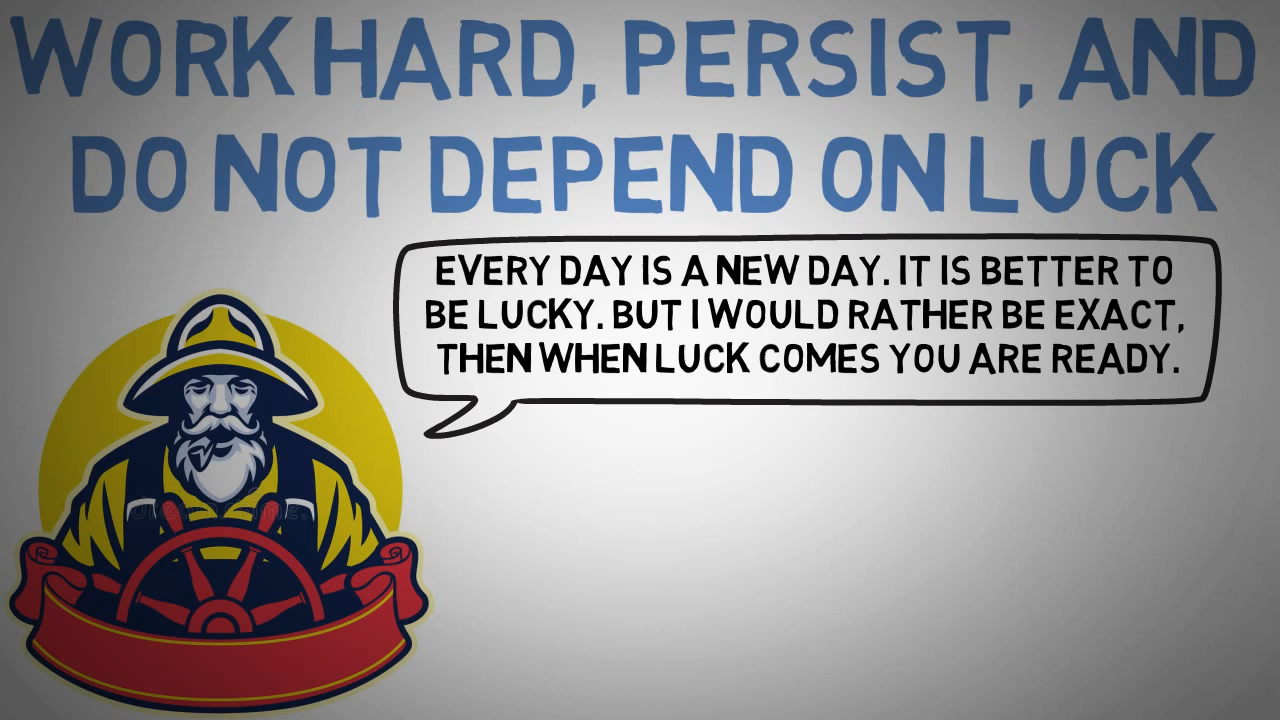 WORK HARD, PERSIST, AND
DO NOT DEPEND ON LUCK
EVERY DAY IS A NEW DAY. IT IS BETTER TO
BE LUCKY. BUT I WOULD RATHER BE EXACT,
THEN WHEN LUCK COMES YOU ARE READY.